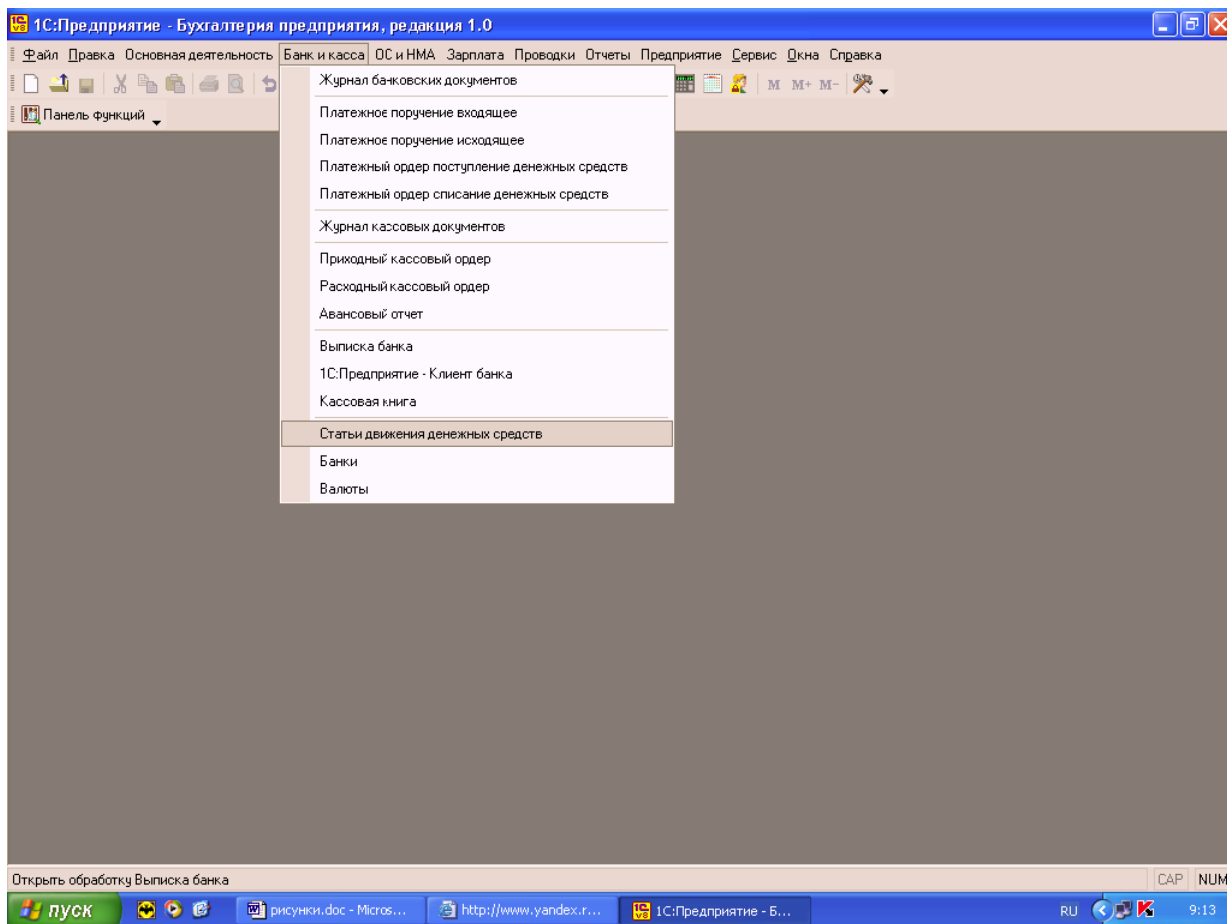 1С:Предприятие - Бухгалтерия предприятия, редакция 1.0
Файл Правка Основная деятельность Банк и касса ОС и НМА Зарплата Проводки Отчеты Предприятие Сервис Окна Справка
M M+ M-
Панель функций
Журнал банковских документов
Платежное поручение входящее
Платежное поручение исходящее
Платежный ордер поступление денежных средств
Платежный ордер списание денежных средств
Журнал кассовых документов
Приходный кассовый ордер
Расходный кассовый ордер
Авансовый отчет
Выписка банка
1С:Предприятие - Клиент банка
Кассовая книга
Статьи движения денежных средств
Банки
Валюты
Открыть обработку Выписка банка CAP NUM
пуск рисунки.doc - Micros... http://www.yandex.r... 1С:Предприятие - Б... RU 9:13